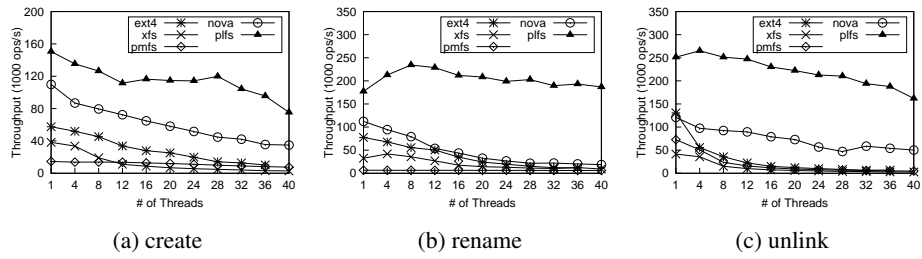 ext4 nova
xfs plfs
pmfs
Throughput (1000 ops/s)
200
160
120
80
40
0
1 4 8 12 16 20 24 28 32 36 40
# of Threads
(a) create
ext4 nova
xfs plfs
pmfs
Throughput (1000 ops/s)
350
300
250
200
150
100
50
0
1 4 8 12 16 20 24 28 32 36 40
# of Threads
(b) rename
ext4 nova
xfs plfs
pmfs
Throughput (1000 ops/s)
350
300
250
200
150
100
50
0
1 4 8 12 16 20 24 28 32 36 40
# of Threads
(c) unlink